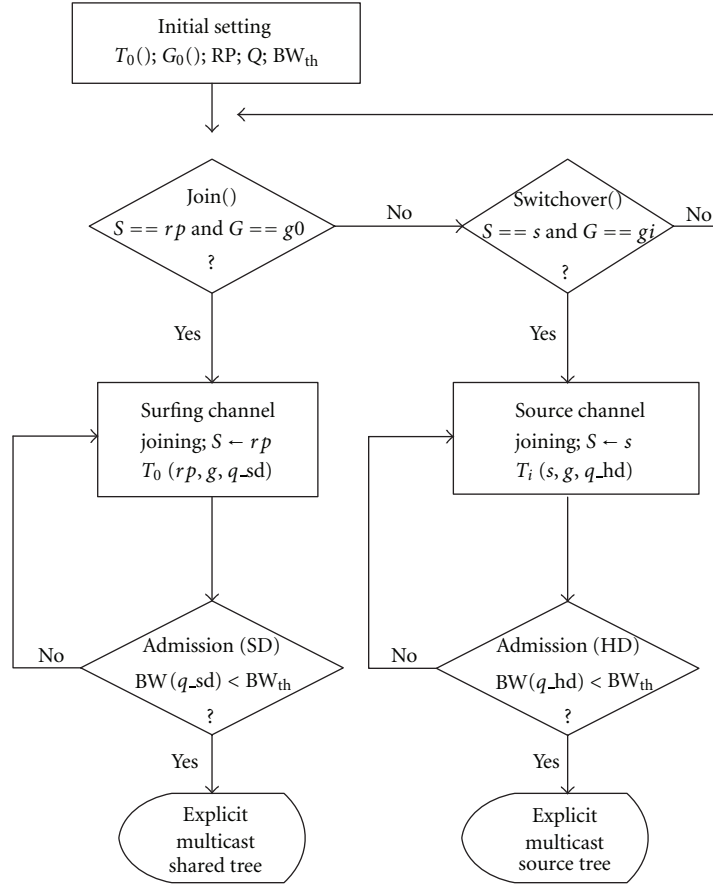 Initial setting
T₀(); G₀(); RP; Q; BWₜₕ
Join()
S == rp and G == g0
?
No
Switchover()
S == s and G == gi
?
No
Yes
Yes
Surfing channel
joining; S ← rp
T₀ (rp, g, q_sd)
Source channel
joining; S ← s
Tᵢ (s, g, q_hd)
Admission (SD)
BW(q_sd) < BWₜₕ
?
No
Admission (HD)
BW(q_hd) < BWₜₕ
?
No
Yes
Yes
Explicit
multicast
shared tree
Explicit
multicast
source tree